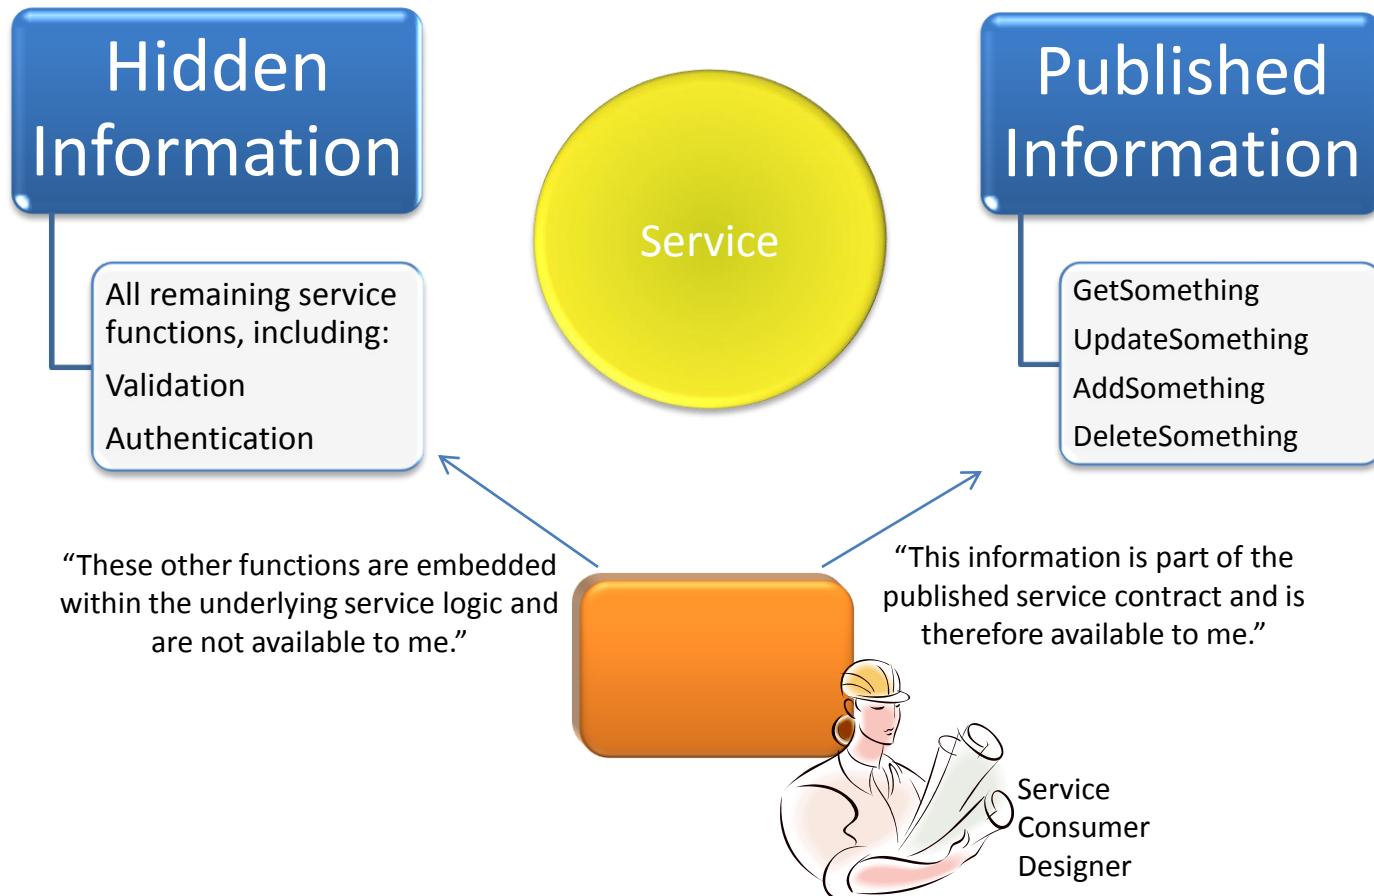 Hidden
Information
All remaining service
functions, including:
Validation
Authentication
Service
Published
Information
GetSomething
UpdateSomething
AddSomething
DeleteSomething
“These other functions are embedded
within the underlying service logic and
are not available to me.”
“This information is part of the
published service contract and is
therefore available to me.”
Service
Consumer
Designer